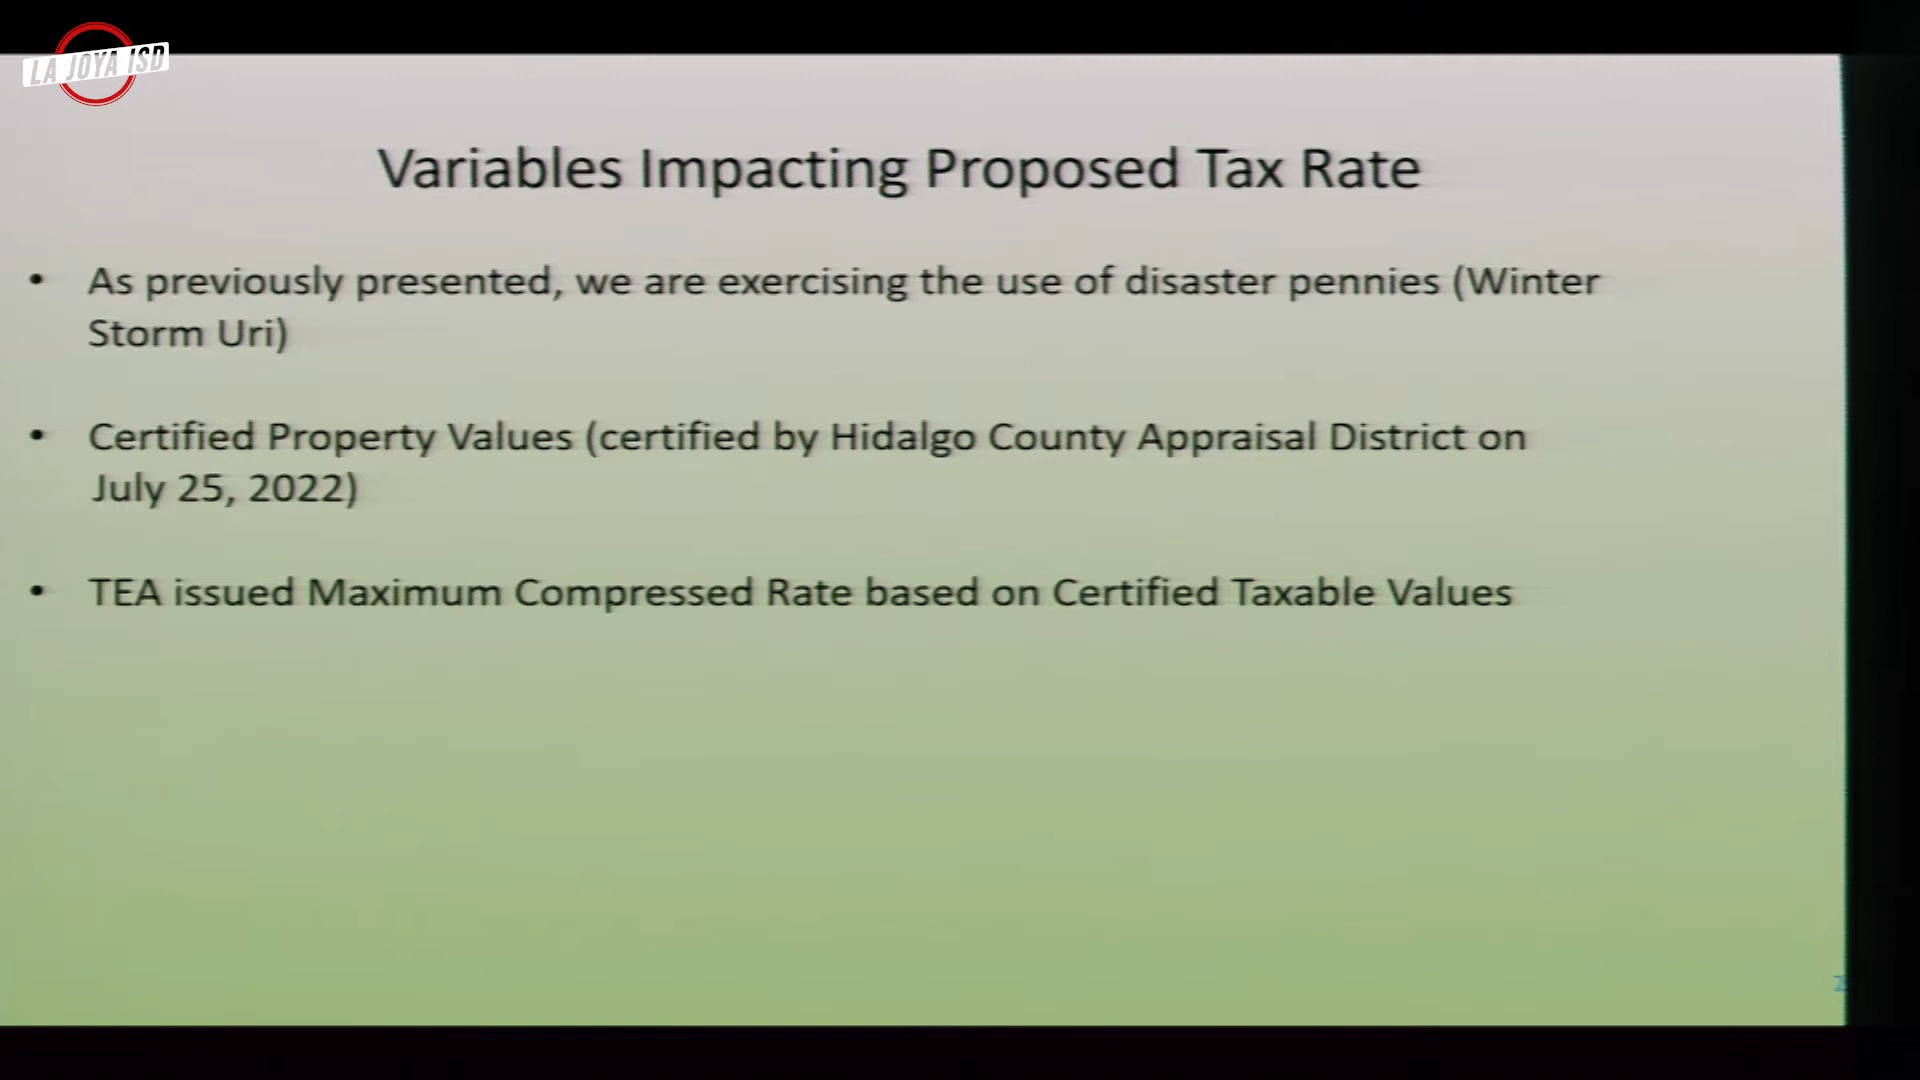 LA JOYA ISD
Variables Impacting Proposed Tax Rate
• As previously presented, we are exercising the use of disaster pennies (Winter
Storm Uri)
• Certified Property Values (certified by Hidalgo County Appraisal District on
July 25, 2022)
• TEA issued Maximum Compressed Rate based on Certified Taxable Values
2